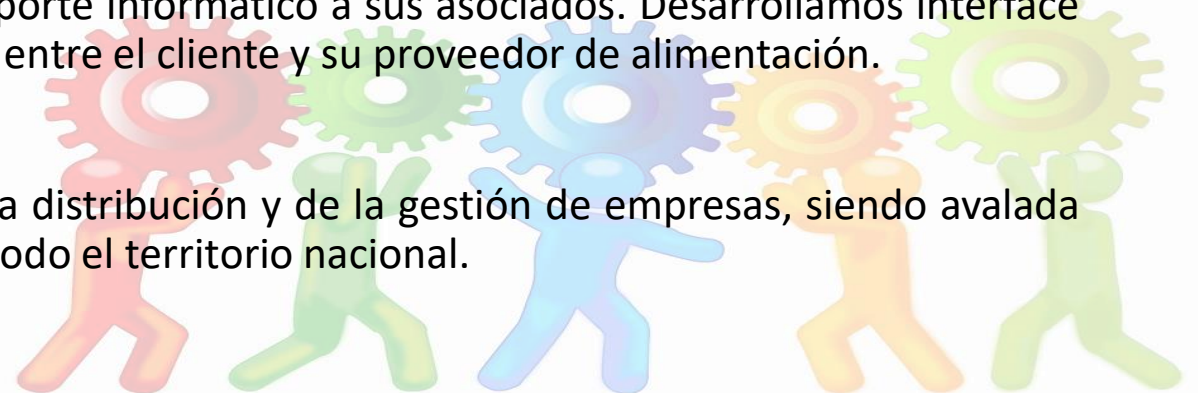 porte informático a sus asociados. Desarrollamos interface
entre el cliente y su proveedor de alimentación.
a distribución y de la gestión de empresas, siendo avalada
odo el territorio nacional.